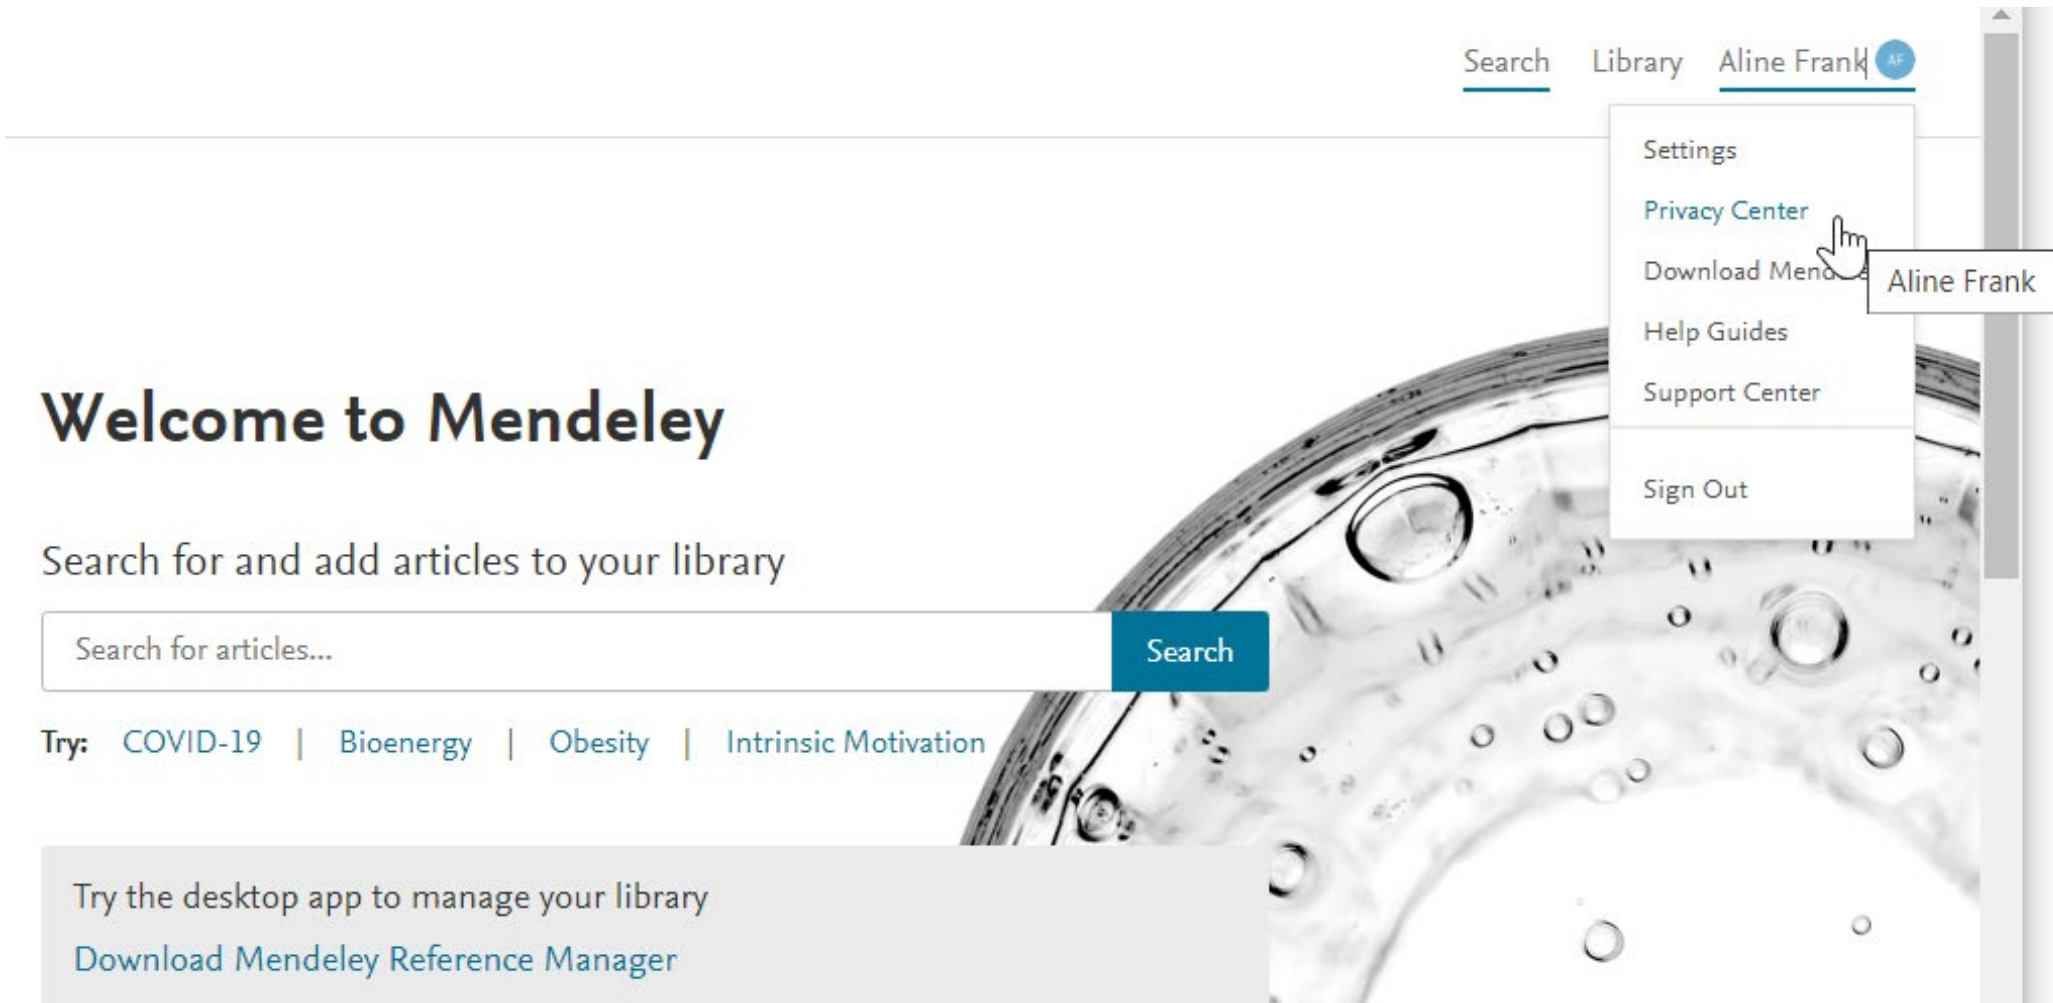 Search Library Aline Frank AF
Settings
Privacy Center
Download
Aline Frank
Help Guides
Support Center
Sign Out
Welcome to Mendeley
Search for and add articles to your library
Search for articles... Search
Try: COVID-19 | Bioenergy | Obesity | Intrinsic Motivation
Try the desktop app to manage your library
Download Mendeley Reference Manager